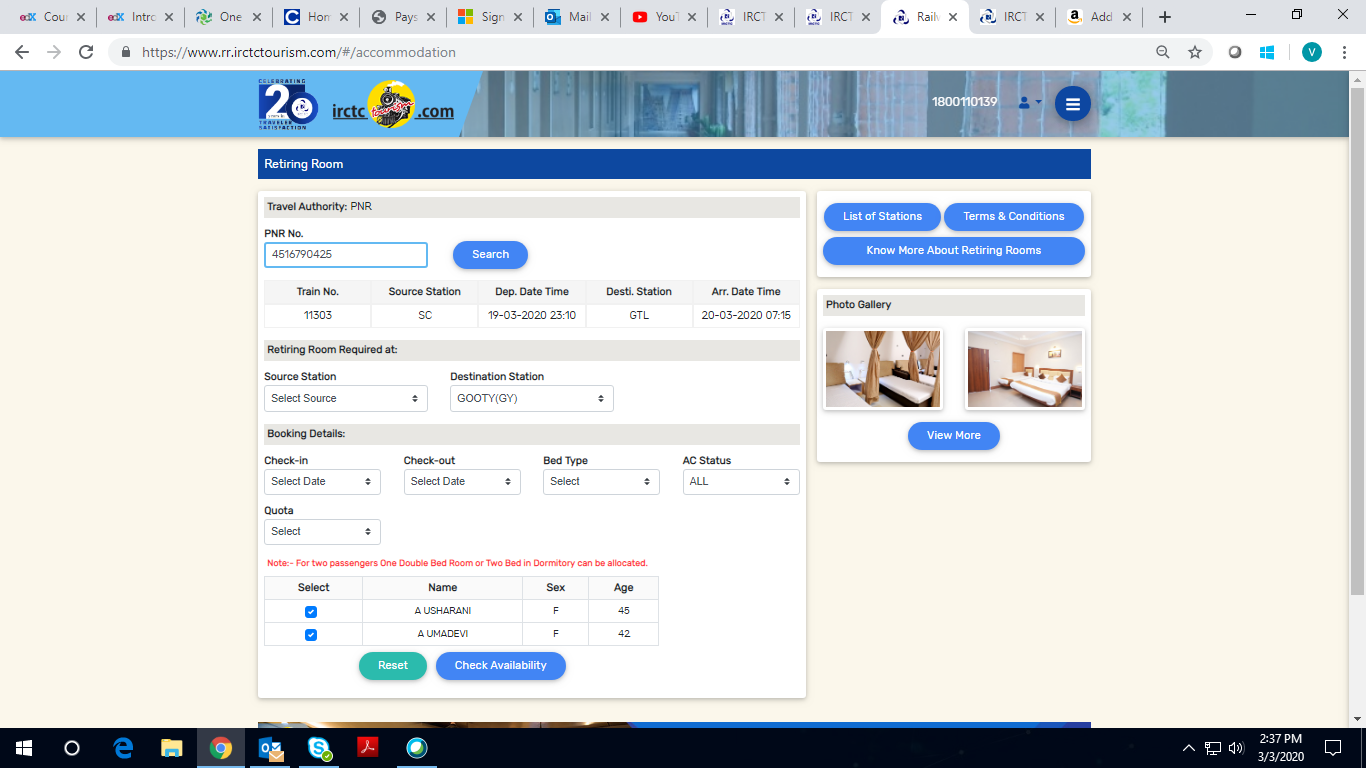 Cour
Intro
One
Hom
Pays
Sign
Mail
YouT
IRCT
IRCT
Railw
IRCT
Add
https://www.rr.irctctourism.com/#/accommodation
V
CELEBRATING
20
TRAVELER
SATISFACTION
irctc tourism .com
1800110139
Retiring Room
Travel Authority: PNR
PNR No.
4516790425
Search
Train No. Source Station Dep. Date Time Desti. Station Arr. Date Time
11303 SC 19-03-2020 23:10 GTL 20-03-2020 07:15
Retiring Room Required at:
Source Station Destination Station
Select Source GOOTY(GY)
Booking Details:
Check-in Check-out Bed Type AC Status
Select Date Select Date Select ALL
Quota
Select
Note:- For two passengers One Double Bed Room or Two Bed in Dormitory can be allocated.
Select Name Sex Age
A USHARANI F 45
A UMADEVI F 42
Reset Check Availability
List of Stations Terms & Conditions
Know More About Retiring Rooms
Photo Gallery
View More
2:37 PM
3/3/2020